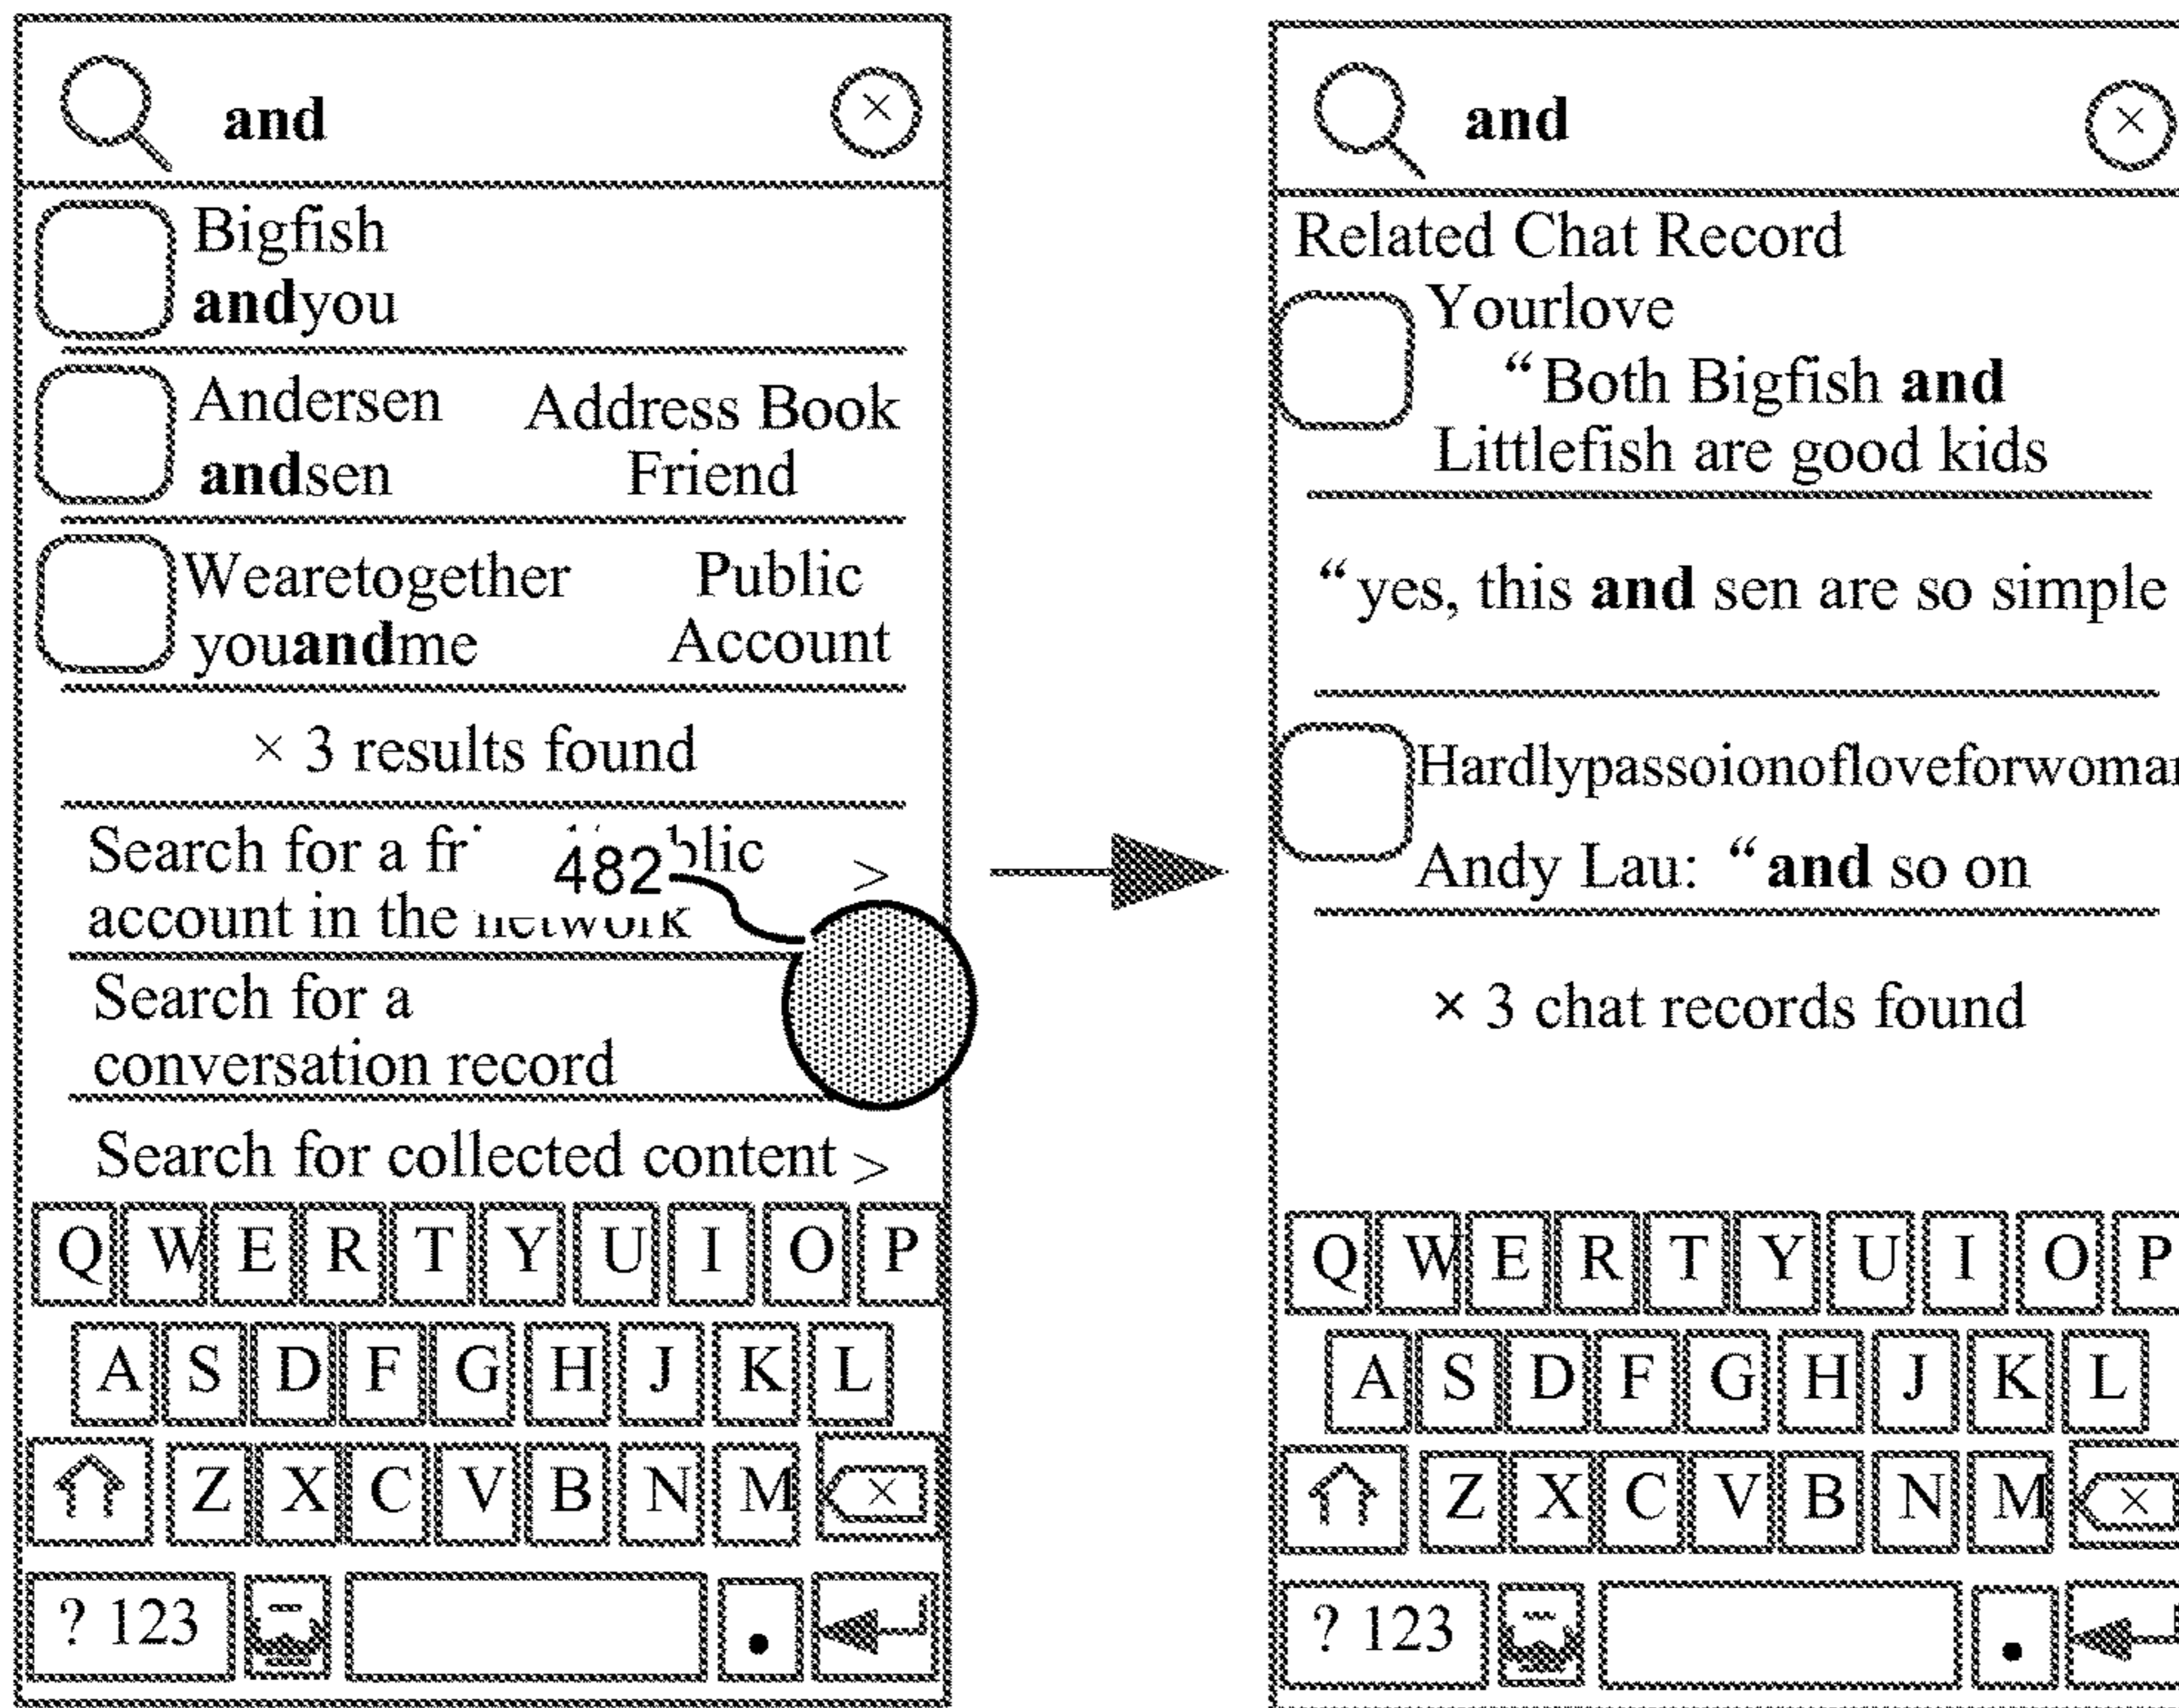 and ×
Bigfish
andyou
Andersen Address Book
andsen Friend
Wearetogether Public
youandme Account
× 3 results found
Search for a
482
>
account in the network
Search for a
conversation record
Search for collected content >
Q W E R T Y U I O P
A S D F G H J K L
Z X C V B N M ×
? 123 .
and ×
Related Chat Record
Yourlove
“Both Bigfish and
Littlefish are good kids
“yes, this and sen are so simple
Hardlypassoionofloveforwoman
Andy Lau: “and so on
× 3 chat records found
Q W E R T Y U I O P
A S D F G H J K L
Z X C V B N M ×
? 123 .